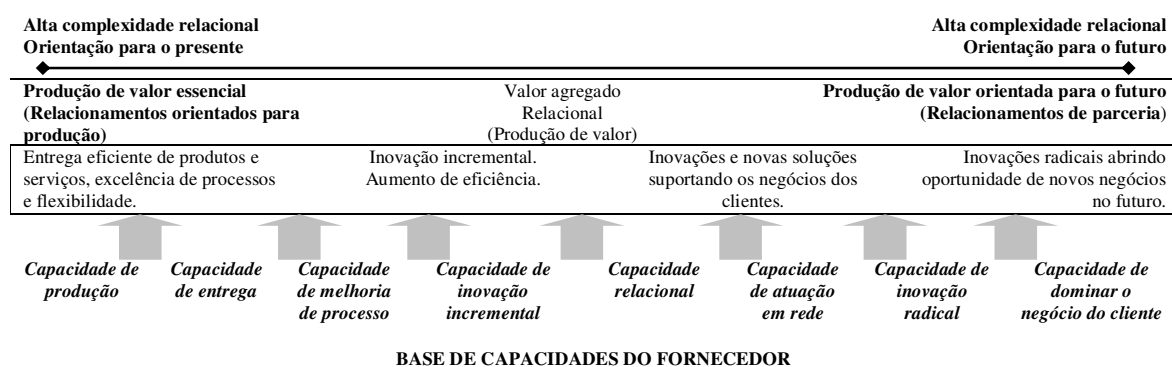 Alta complexidade relacional
Orientação para o presente
Alta complexidade relacional
Orientação para o futuro
Produção de valor essencial
(Relacionamentos orientados para
produção)
Valor agregado
Relacional
(Produção de valor)
Produção de valor orientada para o futuro
(Relacionamentos de parceria)
Entrega eficiente de produtos e
serviços, excelência de processos
e flexibilidade.
Inovação incremental.
Aumento de eficiência.
Inovações e novas soluções
suportando os negócios dos
clientes.
Inovações radicais abrindo
oportunidade de novos negócios
no futuro.
Capacidade de
produção
Capacidade
de entrega
Capacidade
de melhoria
de processo
Capacidade de
inovação
incremental
Capacidade
relacional
Capacidade
de atuação
em rede
Capacidade de
inovação
radical
Capacidade de
dominar o
negócio do cliente
BASE DE CAPACIDADES DO FORNECEDOR